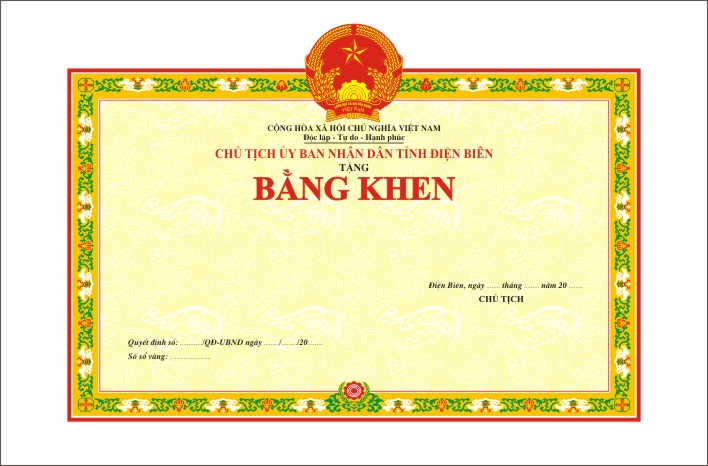 VIỆT NAM
CỘNG HÒA XÃ HỘI CHỦ NGHĨA VIỆT NAM
Độc lập - Tự do - Hạnh phúc
CHỦ TỊCH ỦY BAN NHÂN DÂN TỈNH ĐIỆN BIÊN
TẶNG
BẰNG KHEN
Điện Biên, ngày ...... tháng ....... năm 20 ......
CHỦ TỊCH
Quyết định số: ........../QĐ-UBND ngày ....../....../20.......
Số sổ vàng: ...................